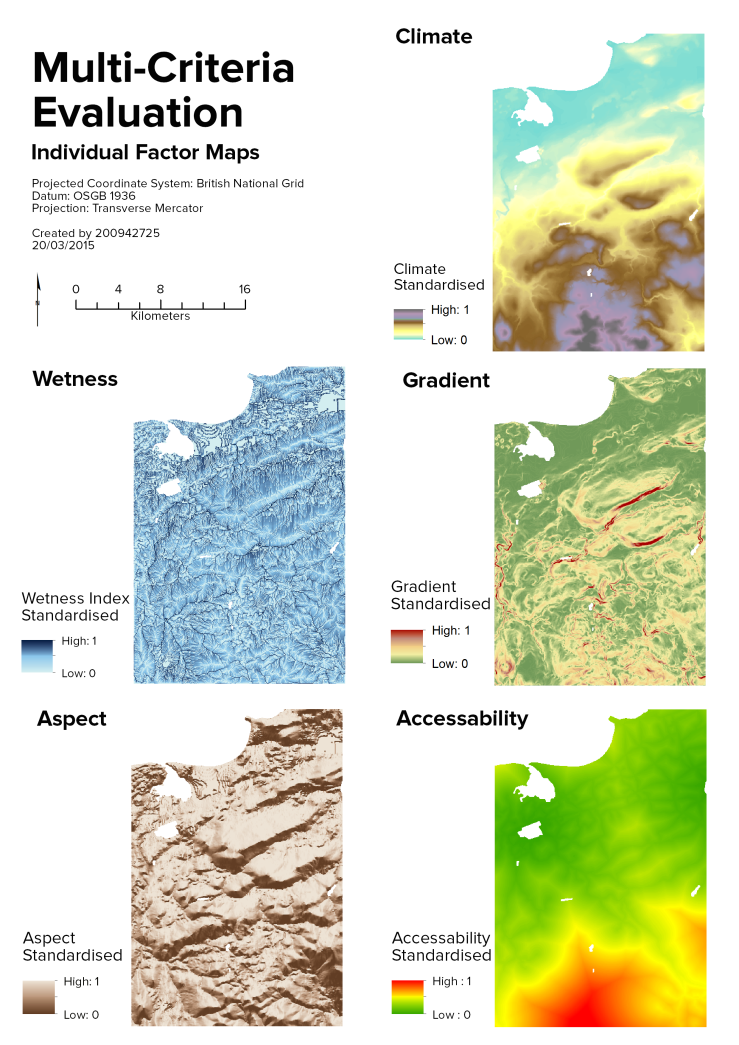 Multi-Criteria
Evaluation
Individual Factor Maps
Projected Coordinate System: British National Grid
Datum: OSGB 1936
Projection: Transverse Mercator
Created by 200942725
20/03/2015
N
0 4 8 16
Kilometers
Climate
Climate
Standardised
High: 1
Low: 0
Wetness
Wetness Index
Standardised
High: 1
Low: 0
Gradient
Gradient
Standardised
High: 1
Low: 0
Aspect
Aspect
Standardised
High: 1
Low: 0
Accessability
Accessability
Standardised
High : 1
Low : 0